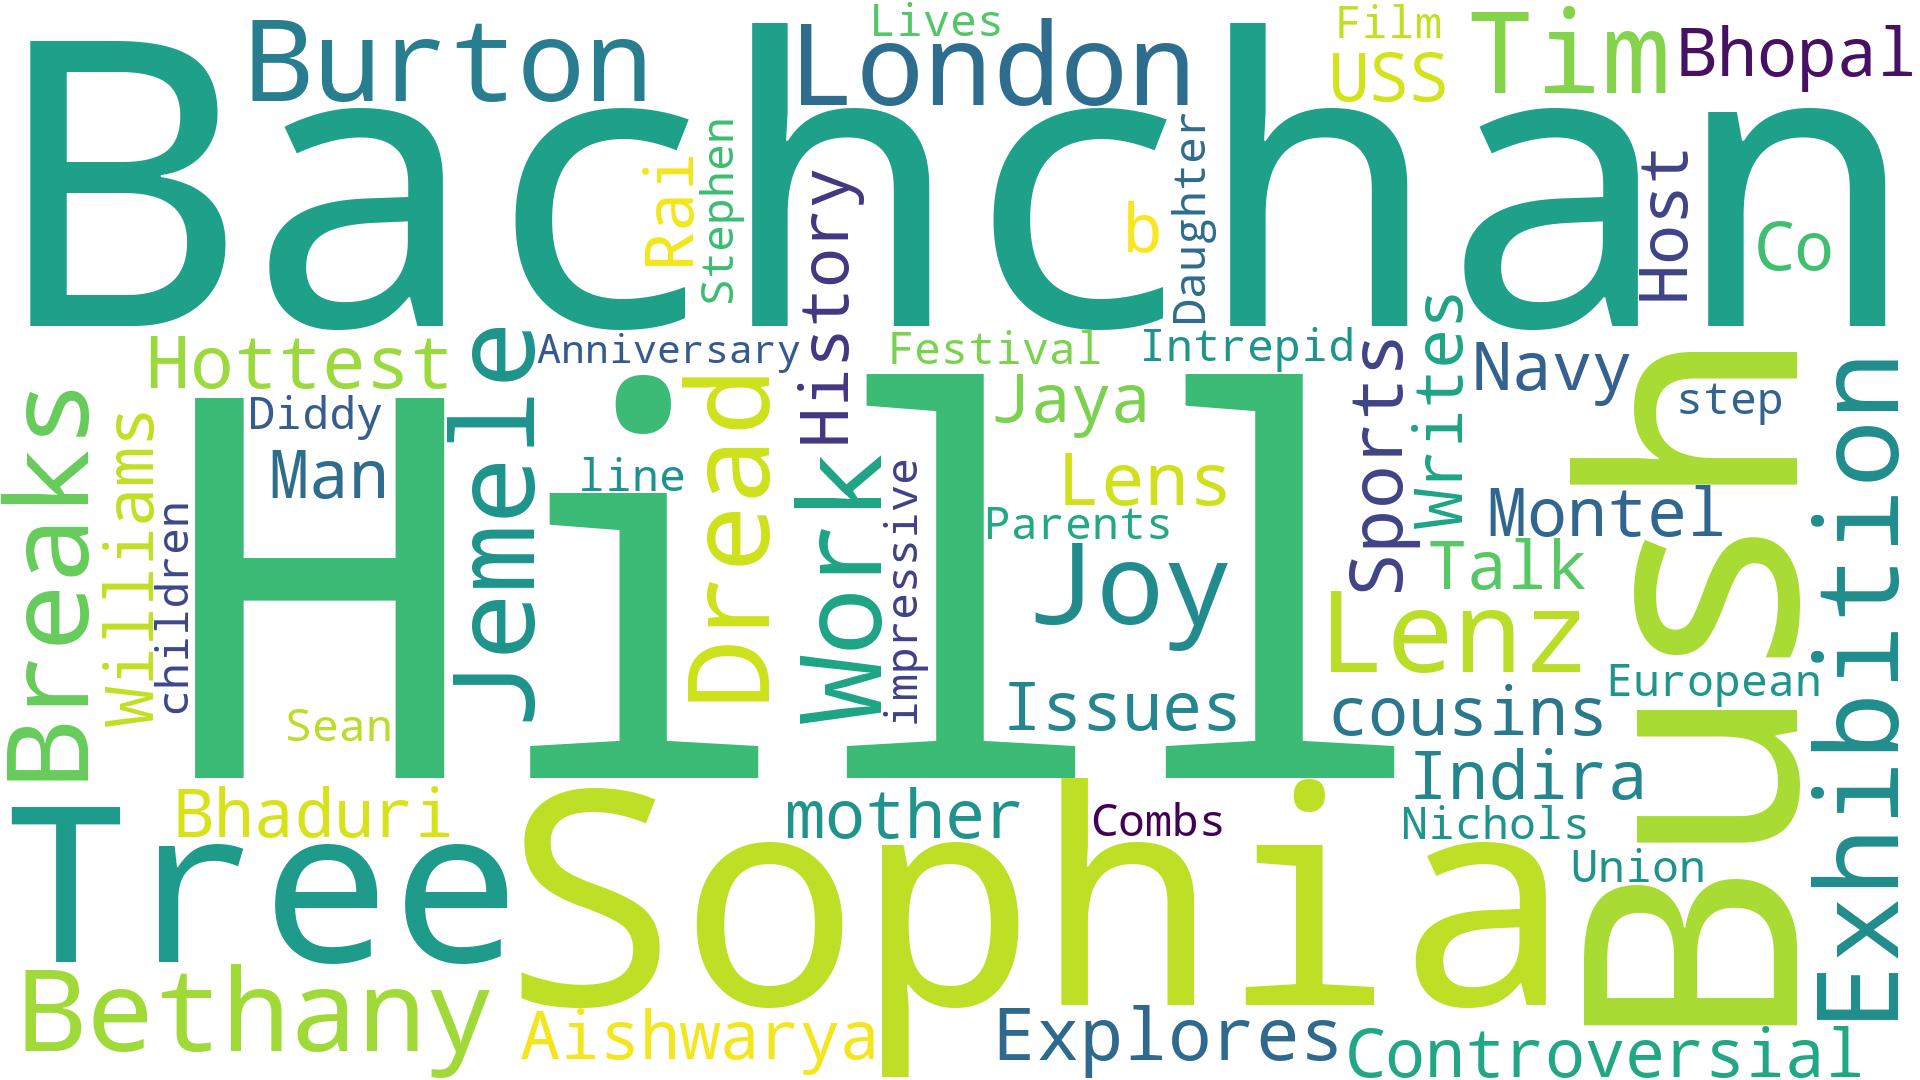 Bachchan
Burton
London
Lives
Film
USS
Tim
Bhopal
Rai
Stephen
History
b
Daughter
Host
Co
Hottest
Anniversary
Festival
Intrepid
Navy
step
Diddy
Jemele
Dread
Jaya
Sports
Writes
Breaks
Williams
children
Man
line
Work
impressive
Lens
Parents
Joy
Montel
Talk
Lenz
Hill
Bush
Exhibition
Sean
Issues
cousins
European
Indira
Bhaduri
mother
Combs
Nichols
Union
Tree
Sophia
Bethany
Aishwarya
Explores
Controversial